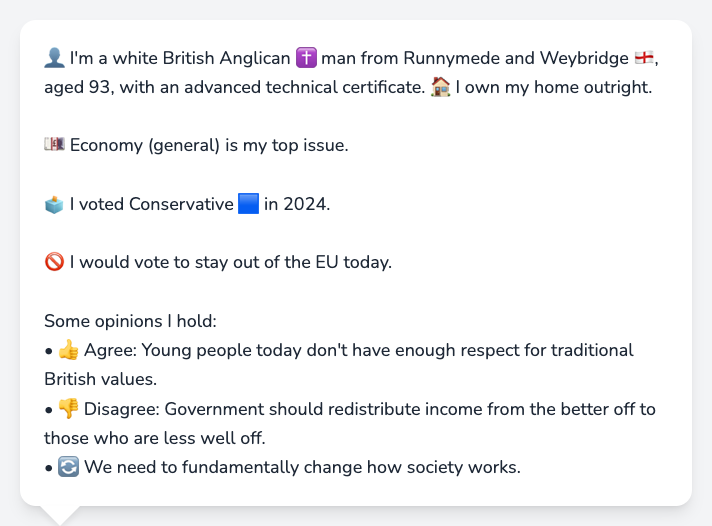 👤 I'm a white British Anglican ✝️ man from Runnymede and Weybridge 🏴󠁧󠁢󠁥󠁮󠁧󠁿,
aged 93, with an advanced technical certificate. 🏠 I own my home outright.
💷 Economy (general) is my top issue.
🗳️ I voted Conservative 🟦 in 2024.
🚫 I would vote to stay out of the EU today.
Some opinions I hold:
• 👍 Agree: Young people today don't have enough respect for traditional
British values.
• 👎 Disagree: Government should redistribute income from the better off to
those who are less well off.
• 🔄 We need to fundamentally change how society works.